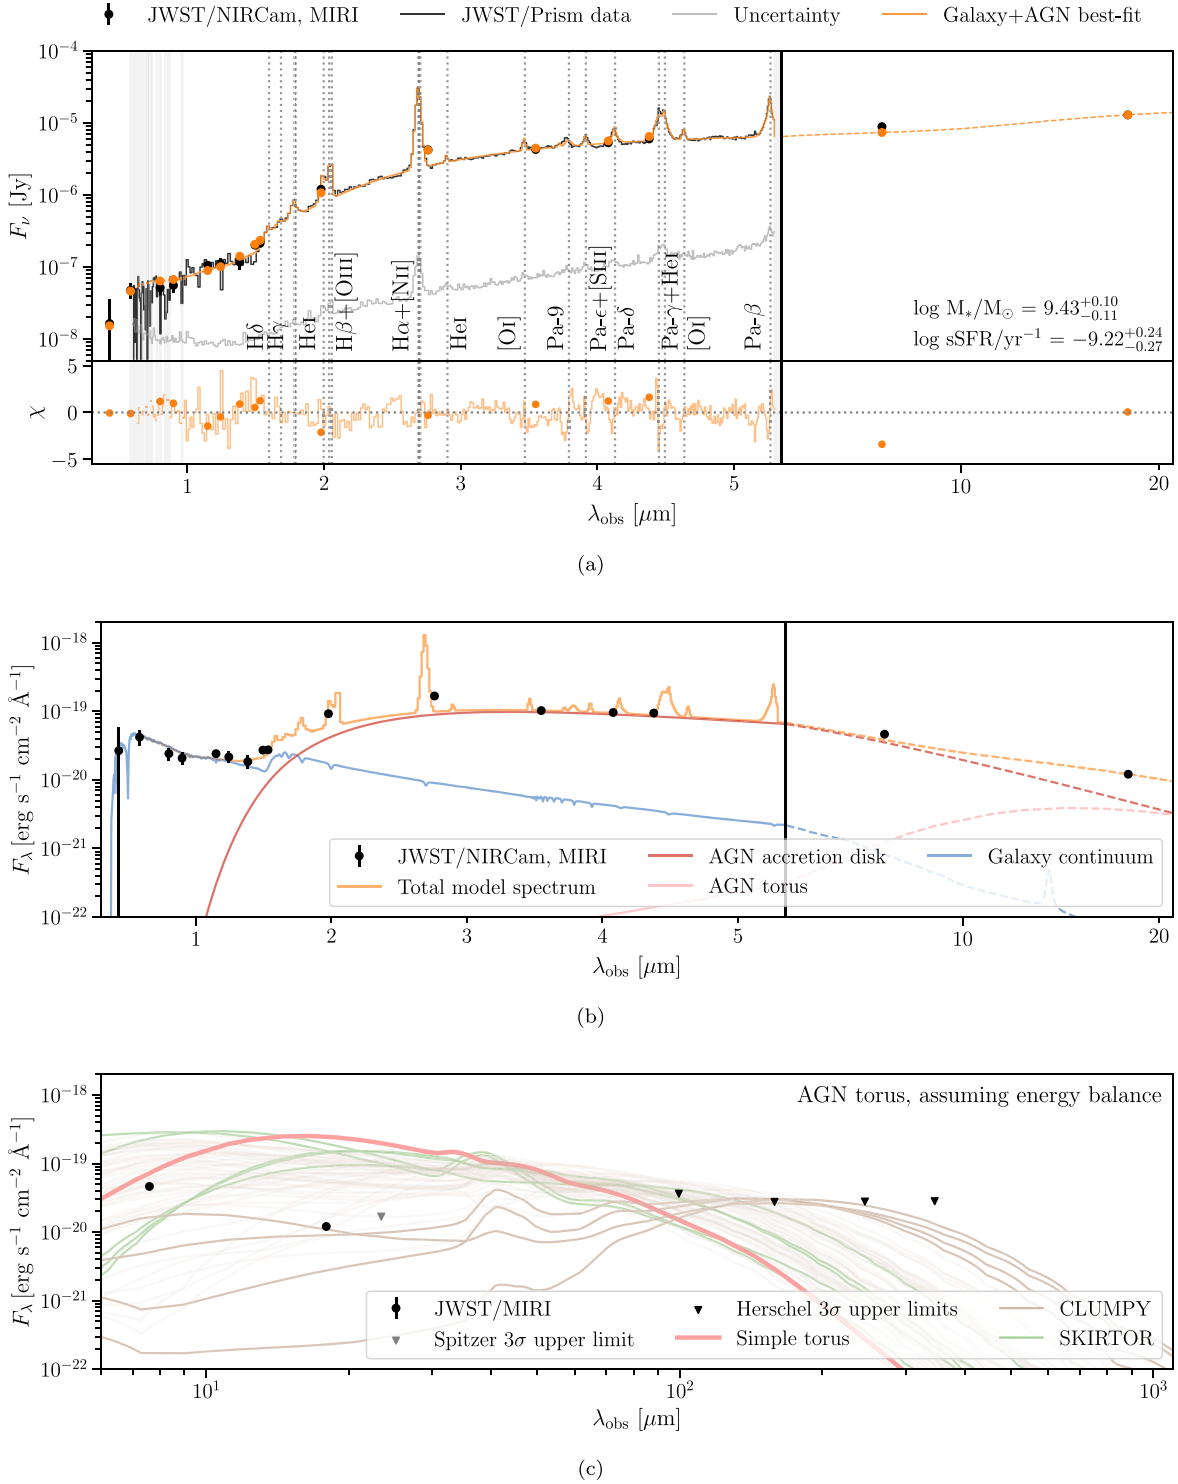 JWST/NIRCam, MIRI
JWST/Prism data
Uncertainty
Galaxy+AGN best-fit
10⁻⁴
10⁻⁵
10⁻⁶
10⁻⁷
10⁻⁸
F_ν [Jy]
Hδ
Hγ
HeI
Hβ+[OIII]
Hα+[NII]
HeI
[OI]
Pa-9
Pa-ϵ+[SIII]
Pa-δ
Pa-γ+HeI
[OI]
Pa-β
log M_*/M_⊙ = 9.43^{+0.10}_{-0.11}
log sSFR/yr⁻¹ = −9.22^{+0.24}_{-0.27}
5
0
−5
χ
1
2
3
4
5
10
20
λ_obs [μm]
(a)
10⁻¹⁸
10⁻¹⁹
10⁻²⁰
10⁻²¹
10⁻²²
F_λ [erg s⁻¹ cm⁻² Å⁻¹]
JWST/NIRCam, MIRI
Total model spectrum
AGN accretion disk
AGN torus
Galaxy continuum
1
2
3
4
5
10
20
λ_obs [μm]
(b)
AGN torus, assuming energy balance
10⁻¹⁸
10⁻¹⁹
10⁻²⁰
10⁻²¹
10⁻²²
F_λ [erg s⁻¹ cm⁻² Å⁻¹]
JWST/MIRI
Spitzer 3σ upper limit
Herschel 3σ upper limits
Simple torus
CLUMPY
SKIRTOR
10¹
10²
10³
λ_obs [μm]
(c)